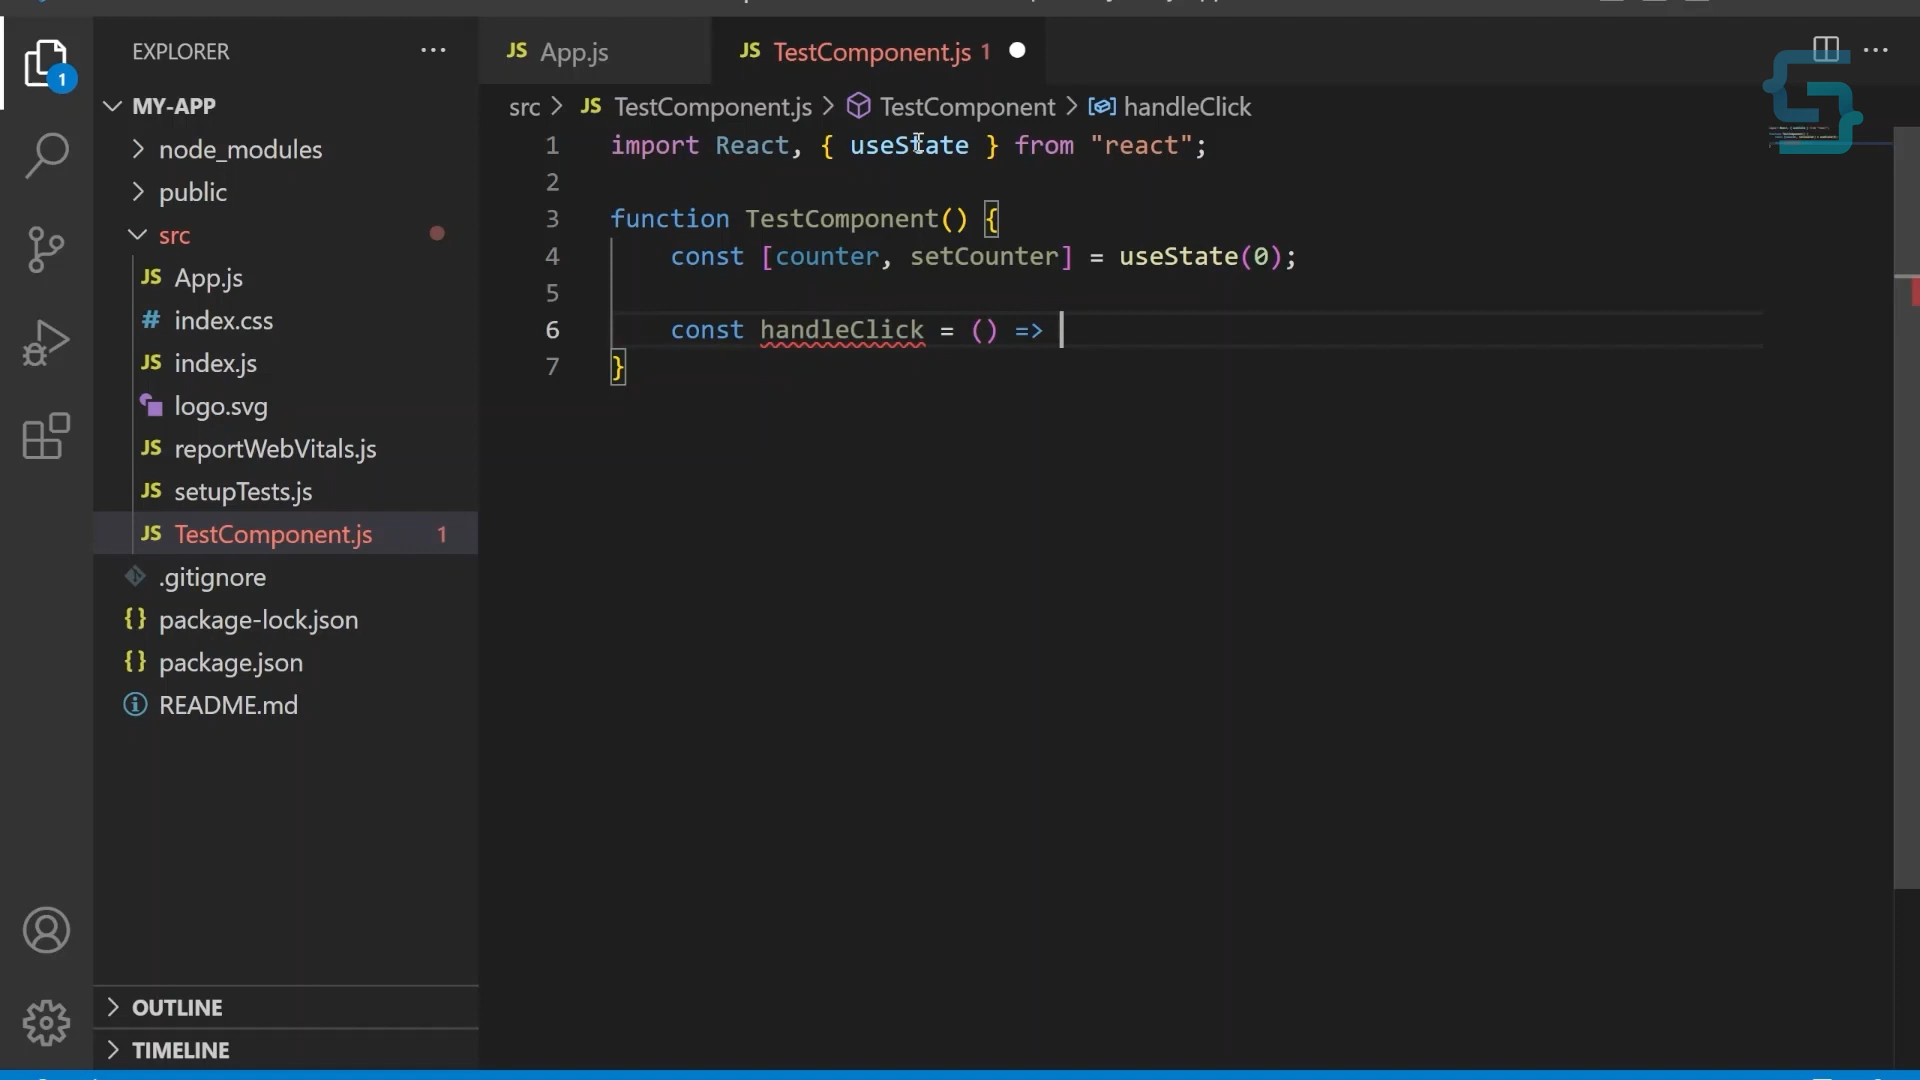 1
EXPLORER
MY-APP
node_modules
public
src
JS App.js
# index.css
JS index.js
logo.svg
JS reportWebVitals.js
JS setupTests.js
JS TestComponent.js 1
.gitignore
{} package-lock.json
{} package.json
README.md
OUTLINE
TIMELINE
JS App.js
JS TestComponent.js 1
src > JS TestComponent.js > TestComponent > handleClick
1 import React, { useState } from "react";
2
3 function TestComponent() {
4 const [counter, setCounter] = useState(0);
5
6 const handleClick = () =>
7 }